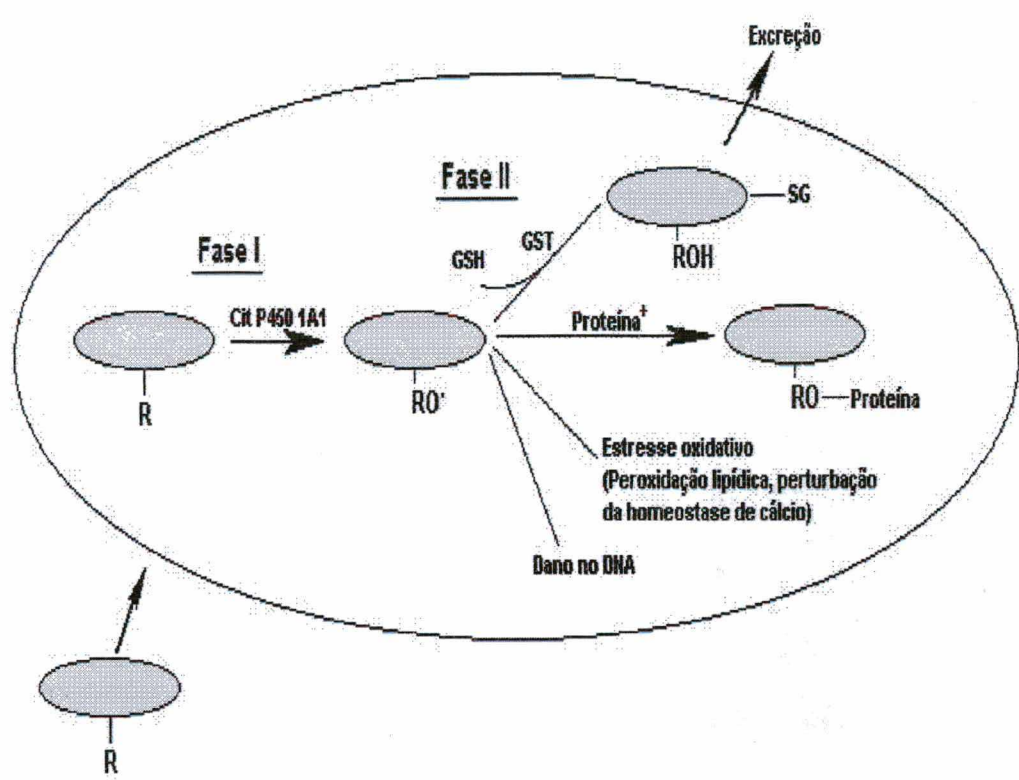 Excreção
Fase II
SG
GST
GSH
ROH
Fase I
Cit P450 1A1
Proteína‡
R
RO·
RO—Proteína
Estresse oxidativo
(Peroxidação lipídica, perturbação
da homeostase de cálcio)
Dano no DNA
R